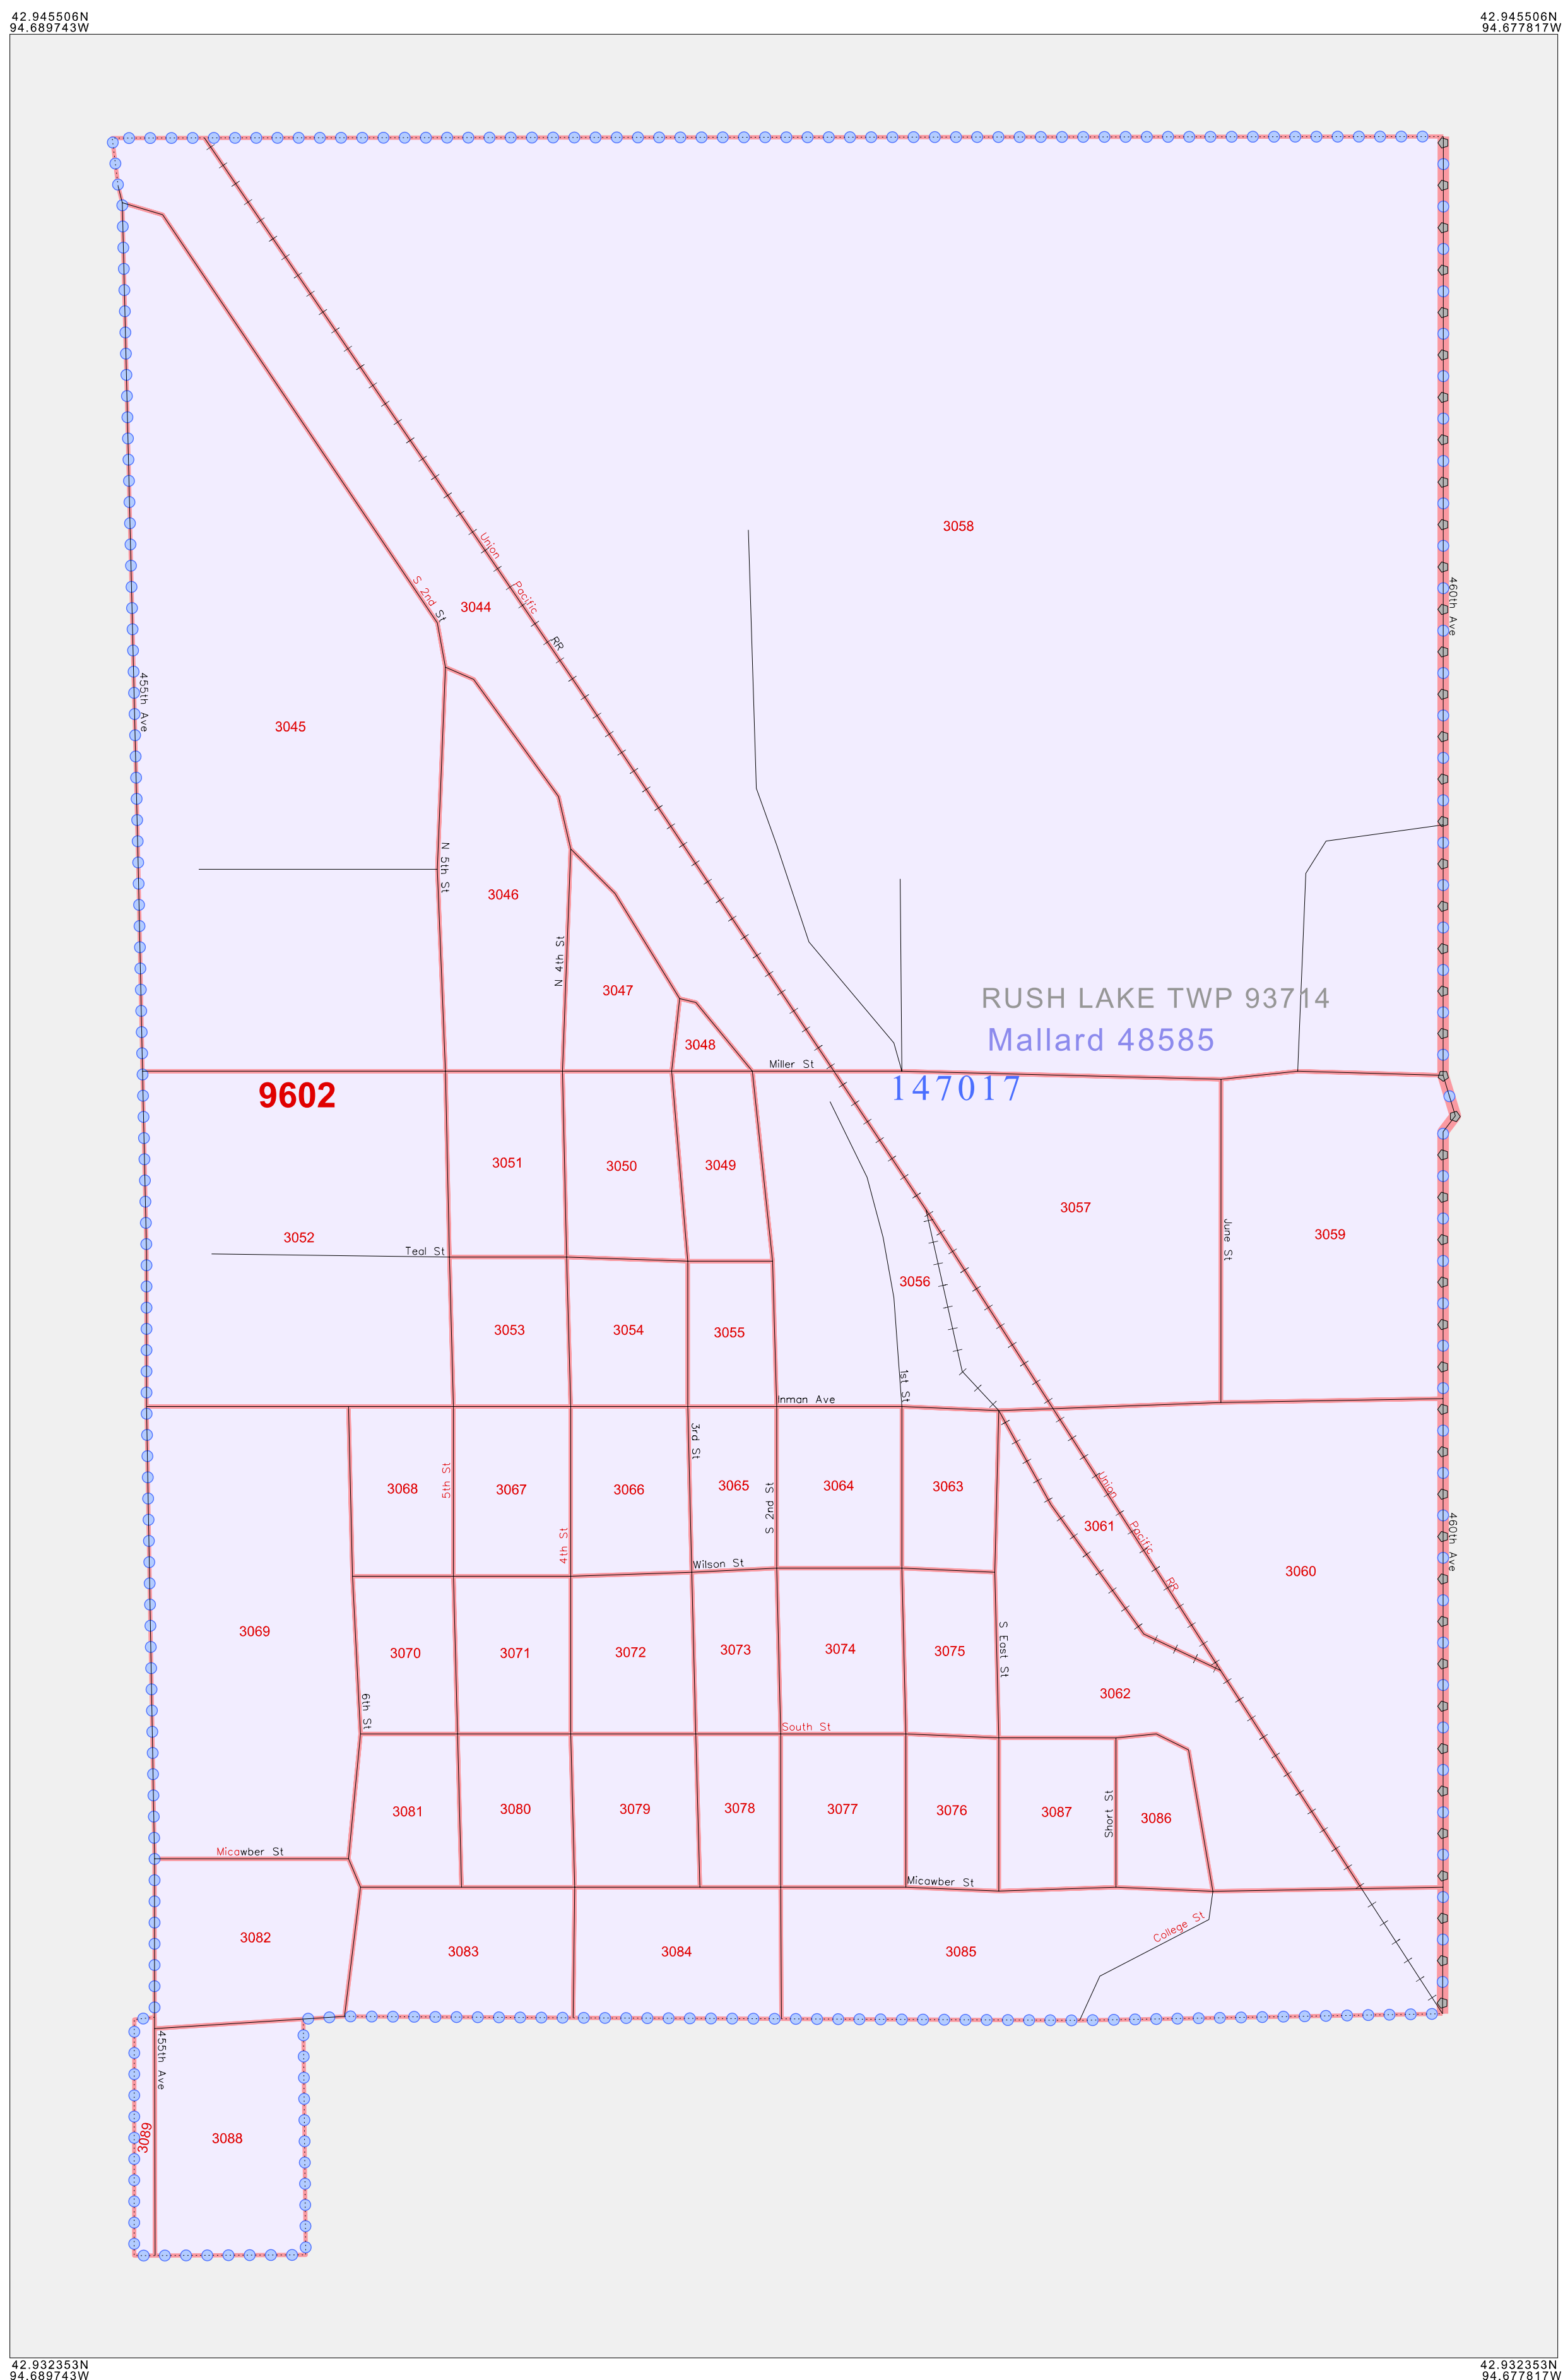 42.945506N
94.689743W
42.945506N
94.677817W
3058
Union
Pacific
RR
S 2nd St
3044
460th Ave
455th Ave
3045
N 5th St
3046
N 4th St
3047
RUSH LAKE TWP 93714
Mallard 48585
3048
Miller St
9602
147017
3051
3050
3049
3057
3052
Teal St
June St
3059
3056
3053
3054
3055
1st St
Inman Ave
3rd St
5th St
3068
3067
3066
3065
S 2nd St
3064
3063
Union
Pacific
RR
3061
460th Ave
4th St
Wilson St
3060
3069
3070
3071
3072
3073
3074
3075
S East St
6th St
3062
South St
3081
3080
3079
3078
3077
3076
3087
Short St
3086
Micawber St
Micawber St
College St
3082
3083
3084
3085
455th Ave
3089
3088
42.932353N
94.689743W
42.932353N
94.677817W